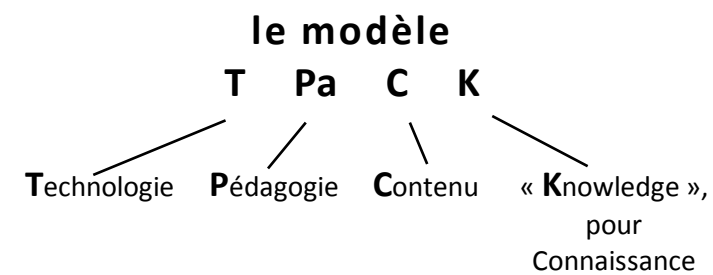 le modèle
T Pa C K
Technologie Pédagogie Contenu « Knowledge »,
pour
Connaissance